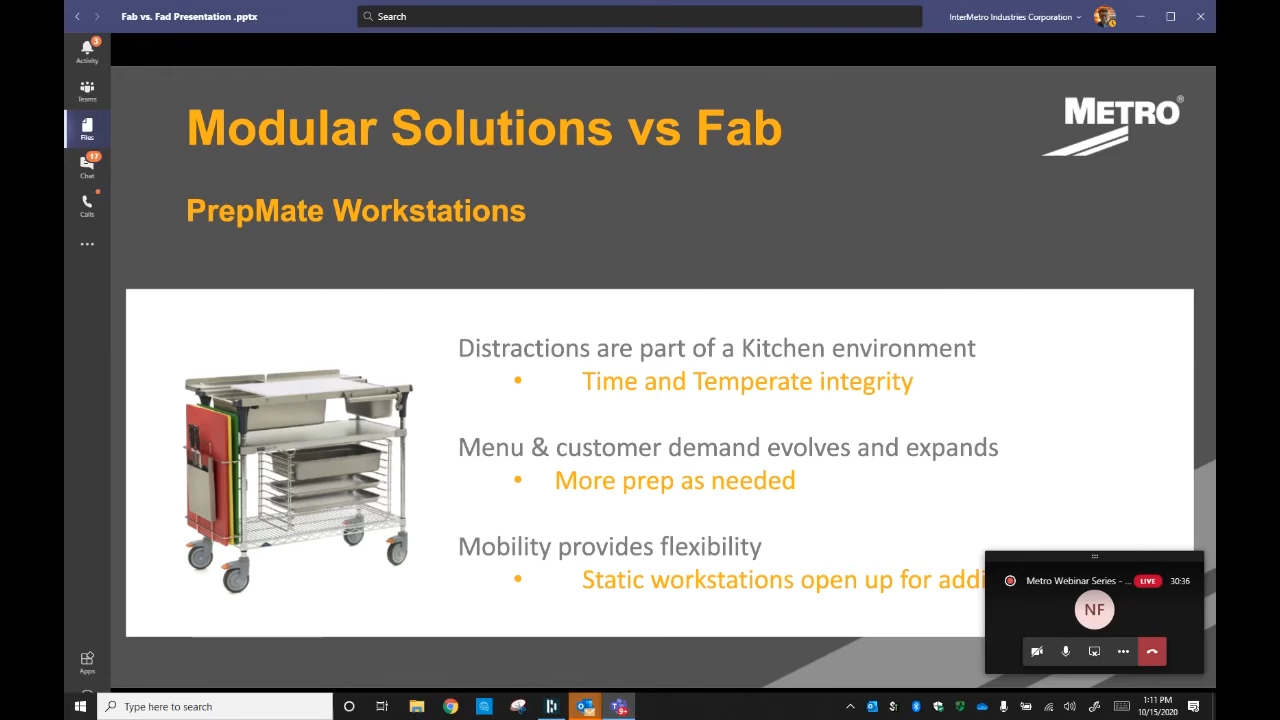 Fab vs. Fad Presentation .pptx
Search
InterMetro Industries Corporation
3
Activity
Teams
Files
17
Chat
Calls
Modular Solutions vs Fab
METRO®
PrepMate Workstations
Distractions are part of a Kitchen environment
• Time and Temperate integrity
Menu & customer demand evolves and expands
• More prep as needed
Mobility provides flexibility
• Static workstations open up for addi
Metro Webinar Series - ...
LIVE
30:36
NF
Apps
Type here to search
9+
1:11 PM
10/15/2020